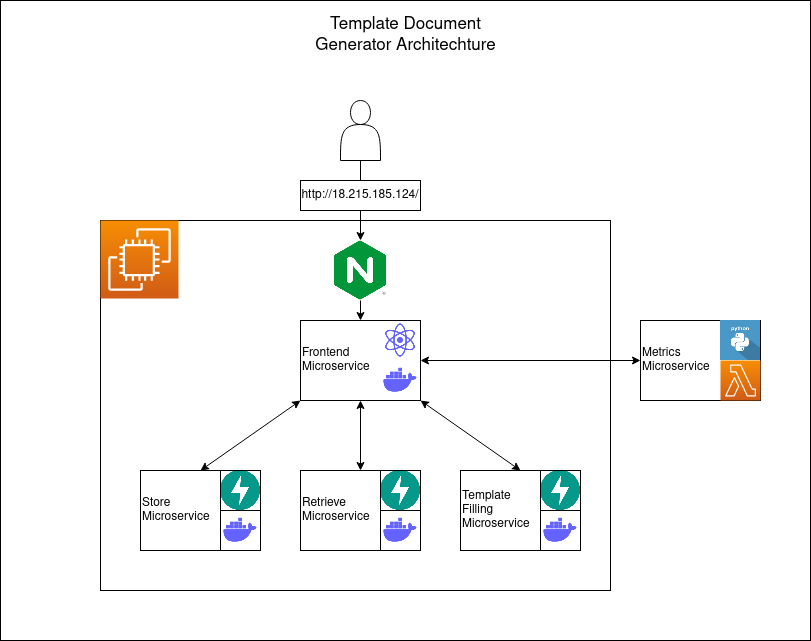 Template Document
Generator Architechture
http://18.215.185.124/
N
Frontend
Microservice
Metrics
Microservice
python
Store
Microservice
Retrieve
Microservice
Template
Filling
Microservice